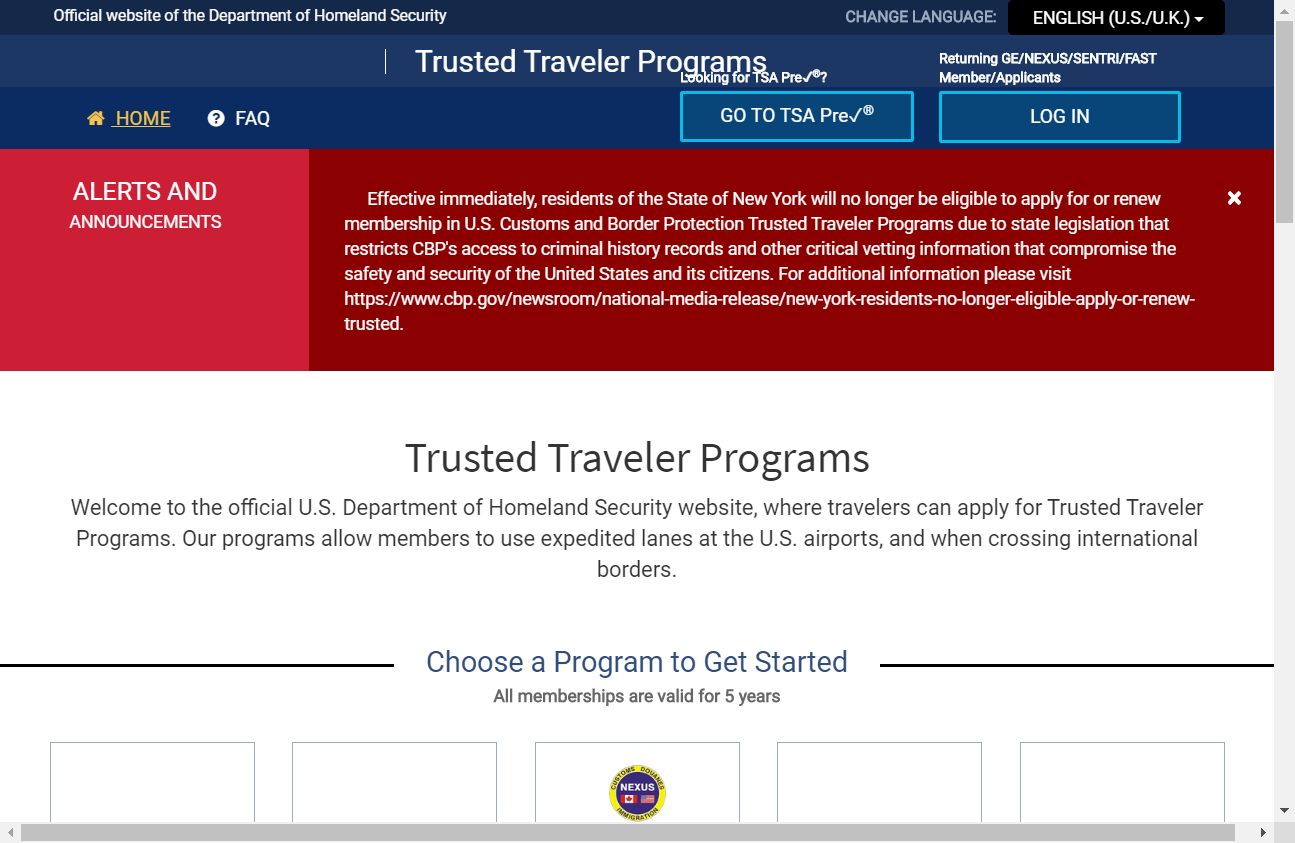 Official website of the Department of Homeland Security
CHANGE LANGUAGE:
ENGLISH (U.S./U.K.)
Trusted Traveler Programs
Looking for TSA Pre✓®?
Returning GE/NEXUS/SENTRI/FAST
Member/Applicants
HOME
FAQ
GO TO TSA Pre✓®
LOG IN
ALERTS AND
ANNOUNCEMENTS
Effective immediately, residents of the State of New York will no longer be eligible to apply for or renew
membership in U.S. Customs and Border Protection Trusted Traveler Programs due to state legislation that
restricts CBP's access to criminal history records and other critical vetting information that compromise the
safety and security of the United States and its citizens. For additional information please visit
https://www.cbp.gov/newsroom/national-media-release/new-york-residents-no-longer-eligible-apply-or-renew-
trusted.
Trusted Traveler Programs
Welcome to the official U.S. Department of Homeland Security website, where travelers can apply for Trusted Traveler
Programs. Our programs allow members to use expedited lanes at the U.S. airports, and when crossing international
borders.
Choose a Program to Get Started
All memberships are valid for 5 years
CUSTOMS DOUANES
NEXUS
IMMIGRATION